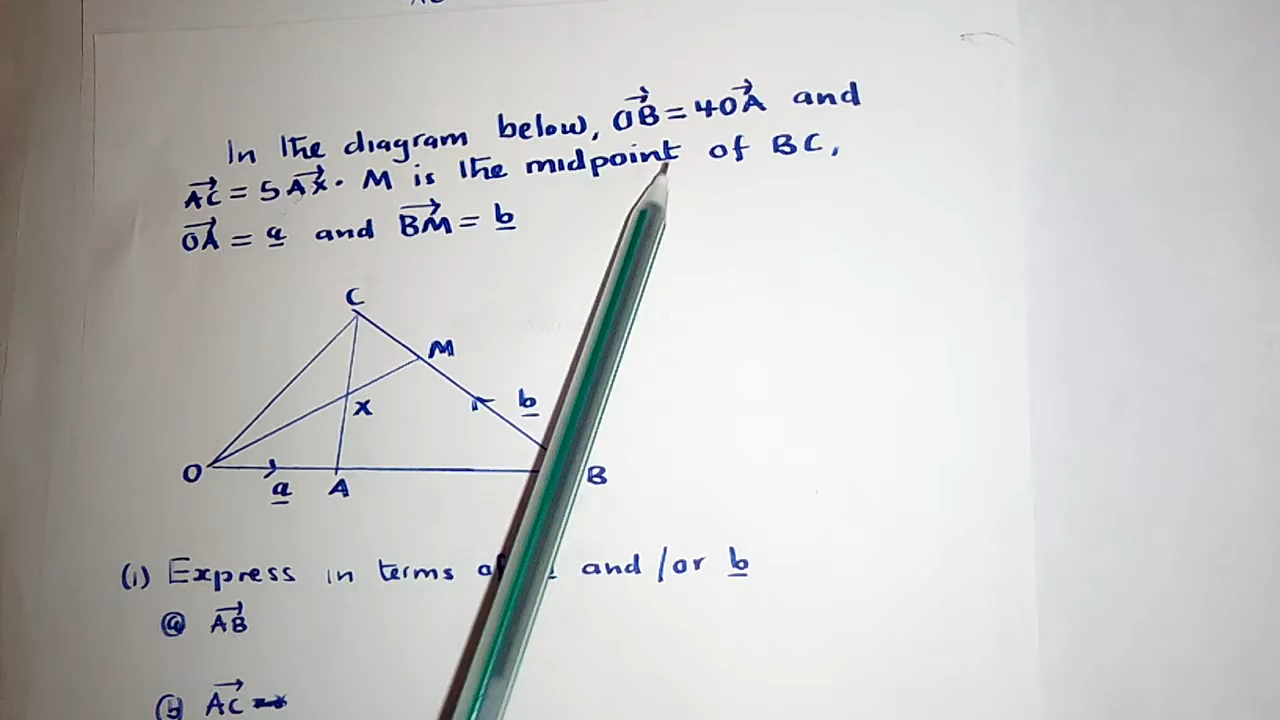 In the diagram below, OB = 4OA and
AC = 5AX. M is the midpoint of BC,
OA = a and BM = b
C
M
X
b
O
a
A
B
(i) Express in terms and /or b
(a) AB
(b) AC